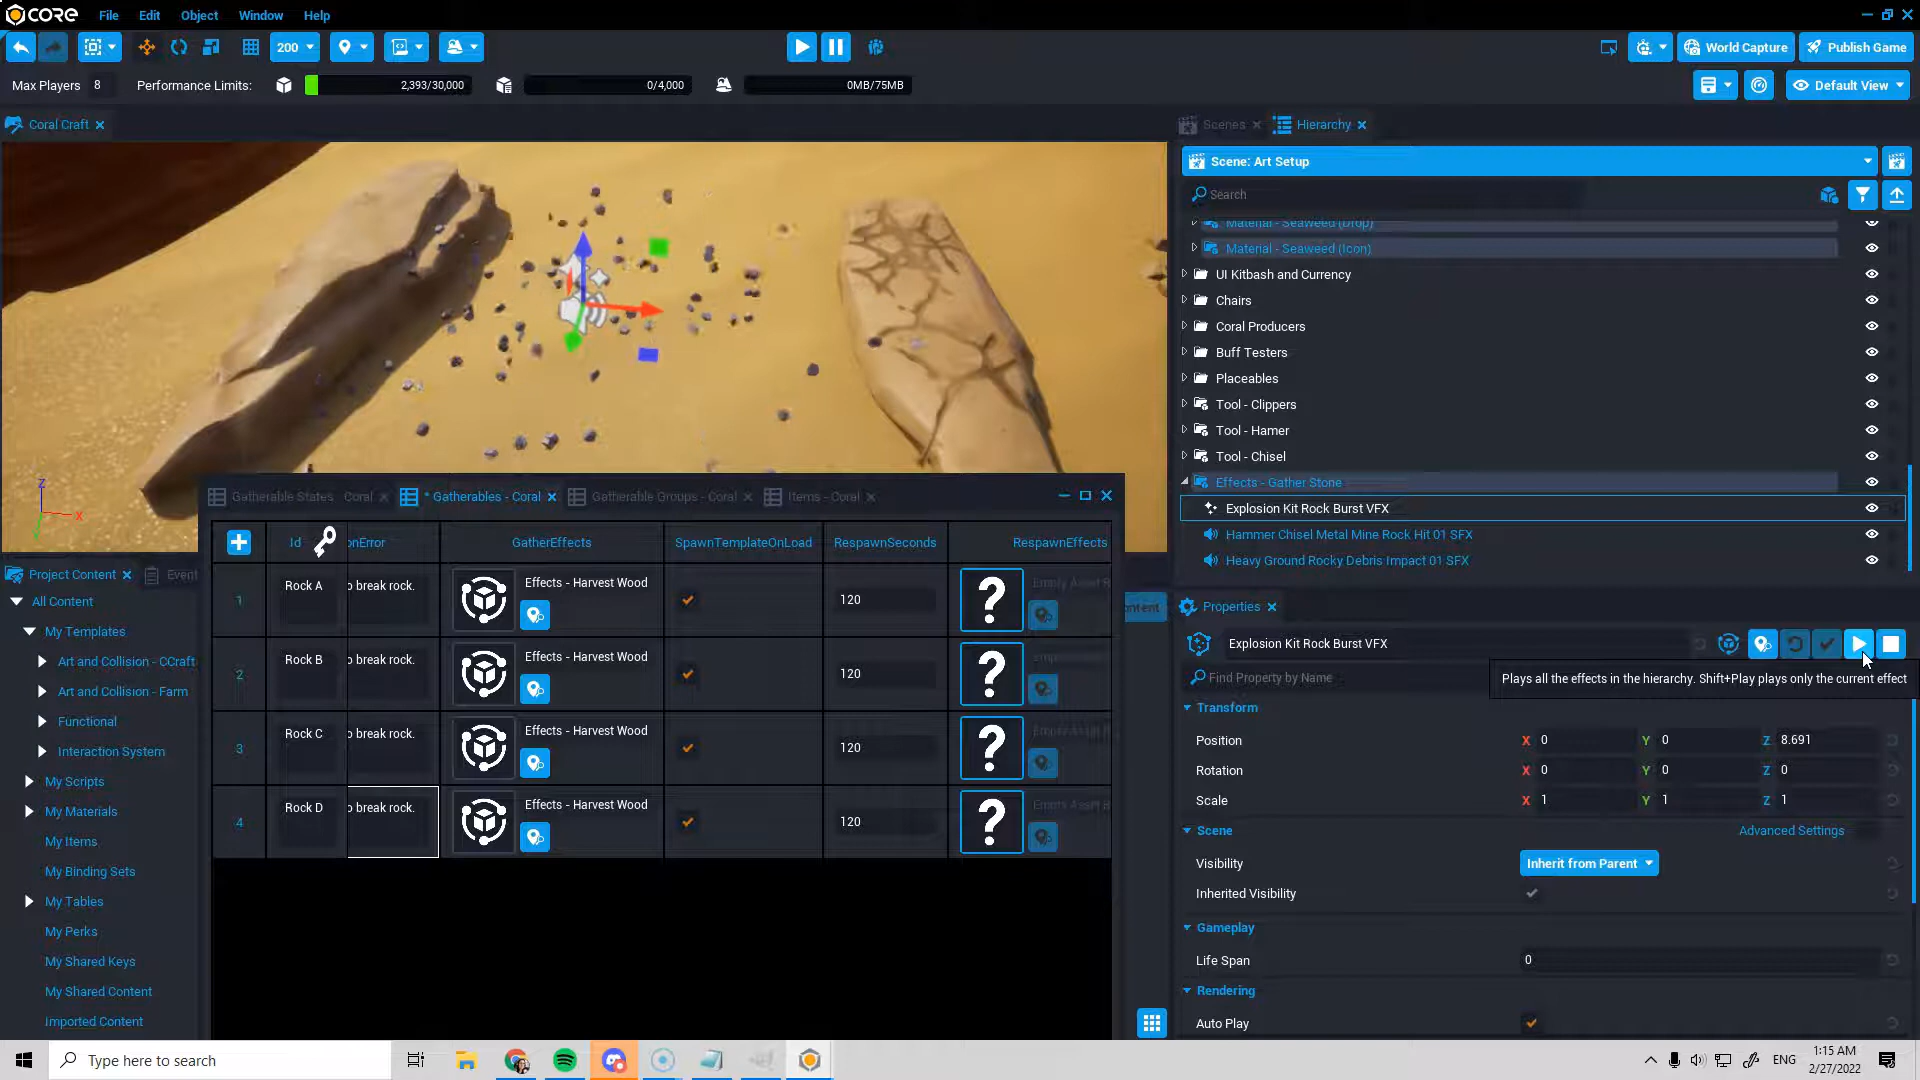 CORE File Edit Object Window Help
200 World Capture Publish Game
Max Players 8 Performance Limits: 2,393/30,000 0/4,000 0MB/75MB Default View
Coral Craft Scenes Hierarchy
Scene: Art Setup
Search
Material - Seaweed (Drop)
Material - Seaweed (Icon)
UI Kitbash and Currency
Chairs
Coral Producers
Buff Testers
Placeables
Tool - Clippers
Tool - Hamer
Tool - Chisel
Effects - Gather Stone
Explosion Kit Rock Burst VFX
Hammer Chisel Metal Mine Rock Hit 01 SFX
Heavy Ground Rocky Debris Impact 01 SFX
Z
X
Gatherable States Coral * Gatherables - Coral Gatherable Groups - Coral Items - Coral
Id onError GatherEffects SpawnTemplateOnLoad RespawnSeconds RespawnEffects
1 Rock A o break rock. Effects - Harvest Wood 120 ?
2 Rock B o break rock. Effects - Harvest Wood 120 ?
3 Rock C o break rock. Effects - Harvest Wood 120 ?
4 Rock D o break rock. Effects - Harvest Wood 120 ?
Project Content Event
All Content
My Templates
Art and Collision - CCraft
Art and Collision - Farm
Functional
Interaction System
My Scripts
My Materials
My Items
My Binding Sets
My Tables
My Perks
My Shared Keys
My Shared Content
Imported Content
ntent
Properties
Explosion Kit Rock Burst VFX
Find Property by Name
Plays all the effects in the hierarchy. Shift+Play plays only the current effect
Transform
Position X 0 Y 0 Z 8.691
Rotation X 0 Y 0 Z 0
Scale X 1 Y 1 Z 1
Scene Advanced Settings
Visibility Inherit from Parent
Inherited Visibility
Gameplay
Life Span 0
Rendering
Auto Play
Type here to search
ENG 1:15 AM
2/27/2022